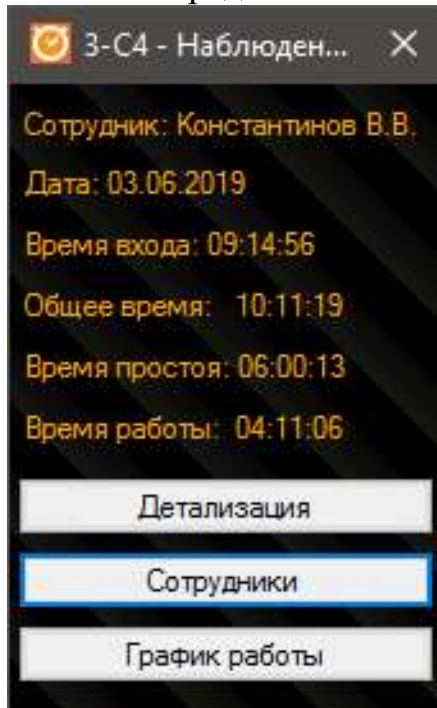 3-C4 - Наблюден...
Сотрудник: Константинов В.В.
Дата: 03.06.2019
Время входа: 09:14:56
Общее время: 10:11:19
Время простоя: 06:00:13
Время работы: 04:11:06
Детализация
Сотрудники
График работы